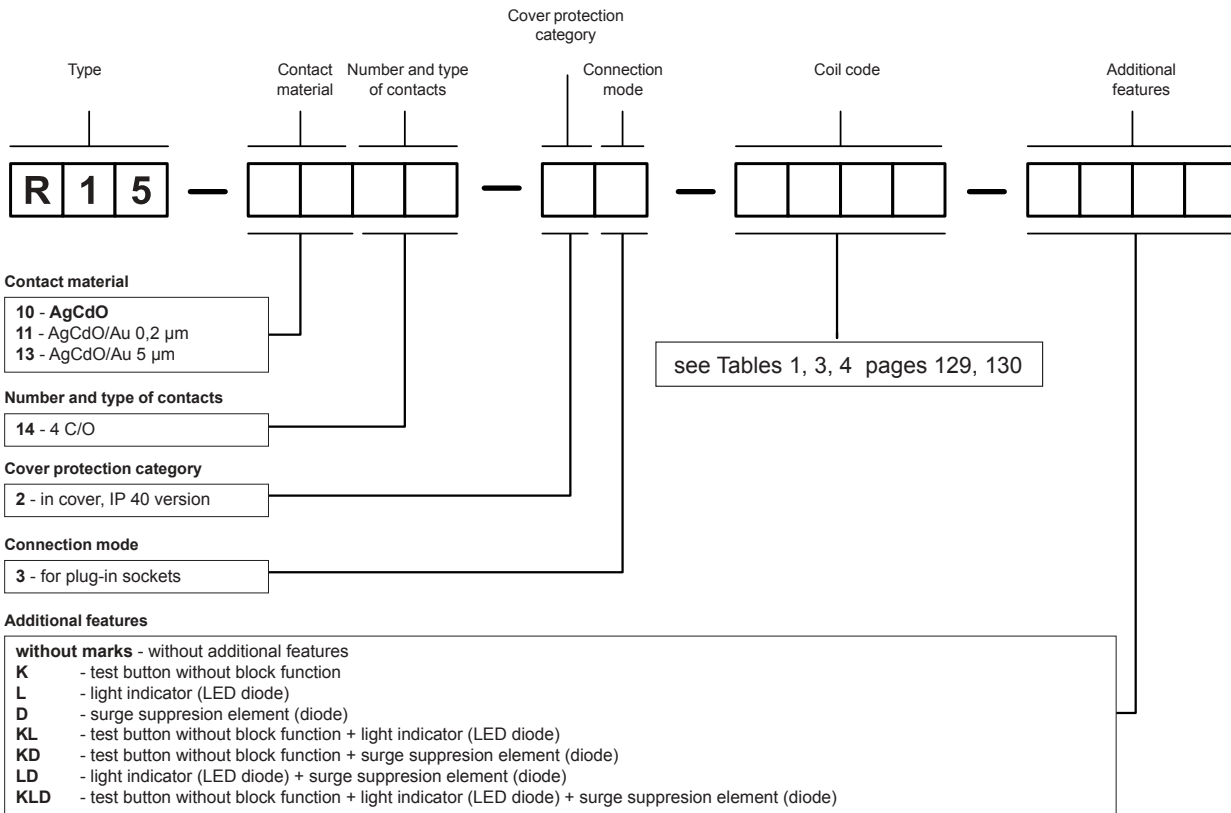 Cover protection
category
Type
Contact
material
Number and type
of contacts
Connection
mode
Coil code
Additional
features
R 1 5 — — — —
Contact material
10 - AgCdO
11 - AgCdO/Au 0,2 µm
13 - AgCdO/Au 5 µm
see Tables 1, 3, 4 pages 129, 130
Number and type of contacts
14 - 4 C/O
Cover protection category
2 - in cover, IP 40 version
Connection mode
3 - for plug-in sockets
Additional features
without marks - without additional features
K - test button without block function
L - light indicator (LED diode)
D - surge suppresion element (diode)
KL - test button without block function + light indicator (LED diode)
KD - test button without block function + surge suppresion element (diode)
LD - light indicator (LED diode) + surge suppresion element (diode)
KLD - test button without block function + light indicator (LED diode) + surge suppresion element (diode)